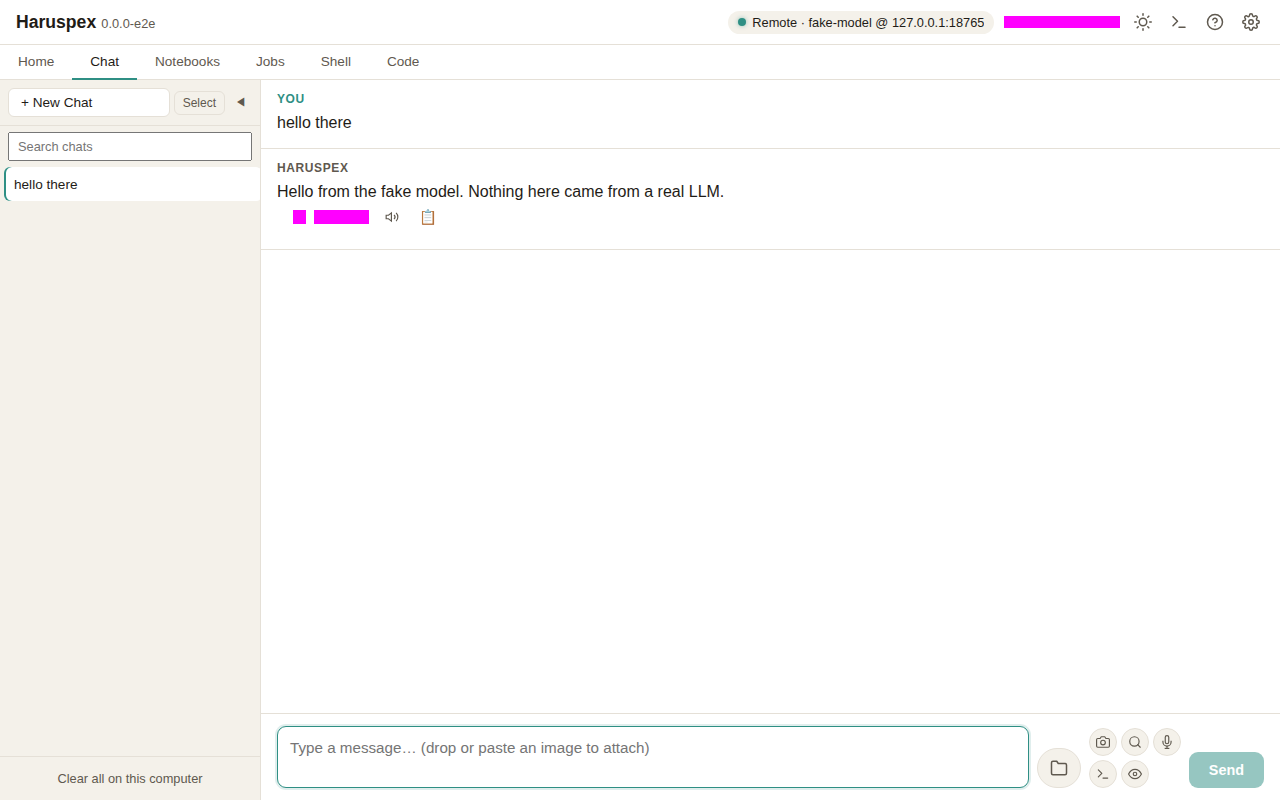 Haruspex 0.0.0-e2e
Remote · fake-model @ 127.0.0.1:18765
Home Chat Notebooks Jobs Shell Code
+ New Chat Select
Search chats
hello there
Clear all on this computer
YOU
hello there
HARUSPEX
Hello from the fake model. Nothing here came from a real LLM.
Type a message… (drop or paste an image to attach)
Send